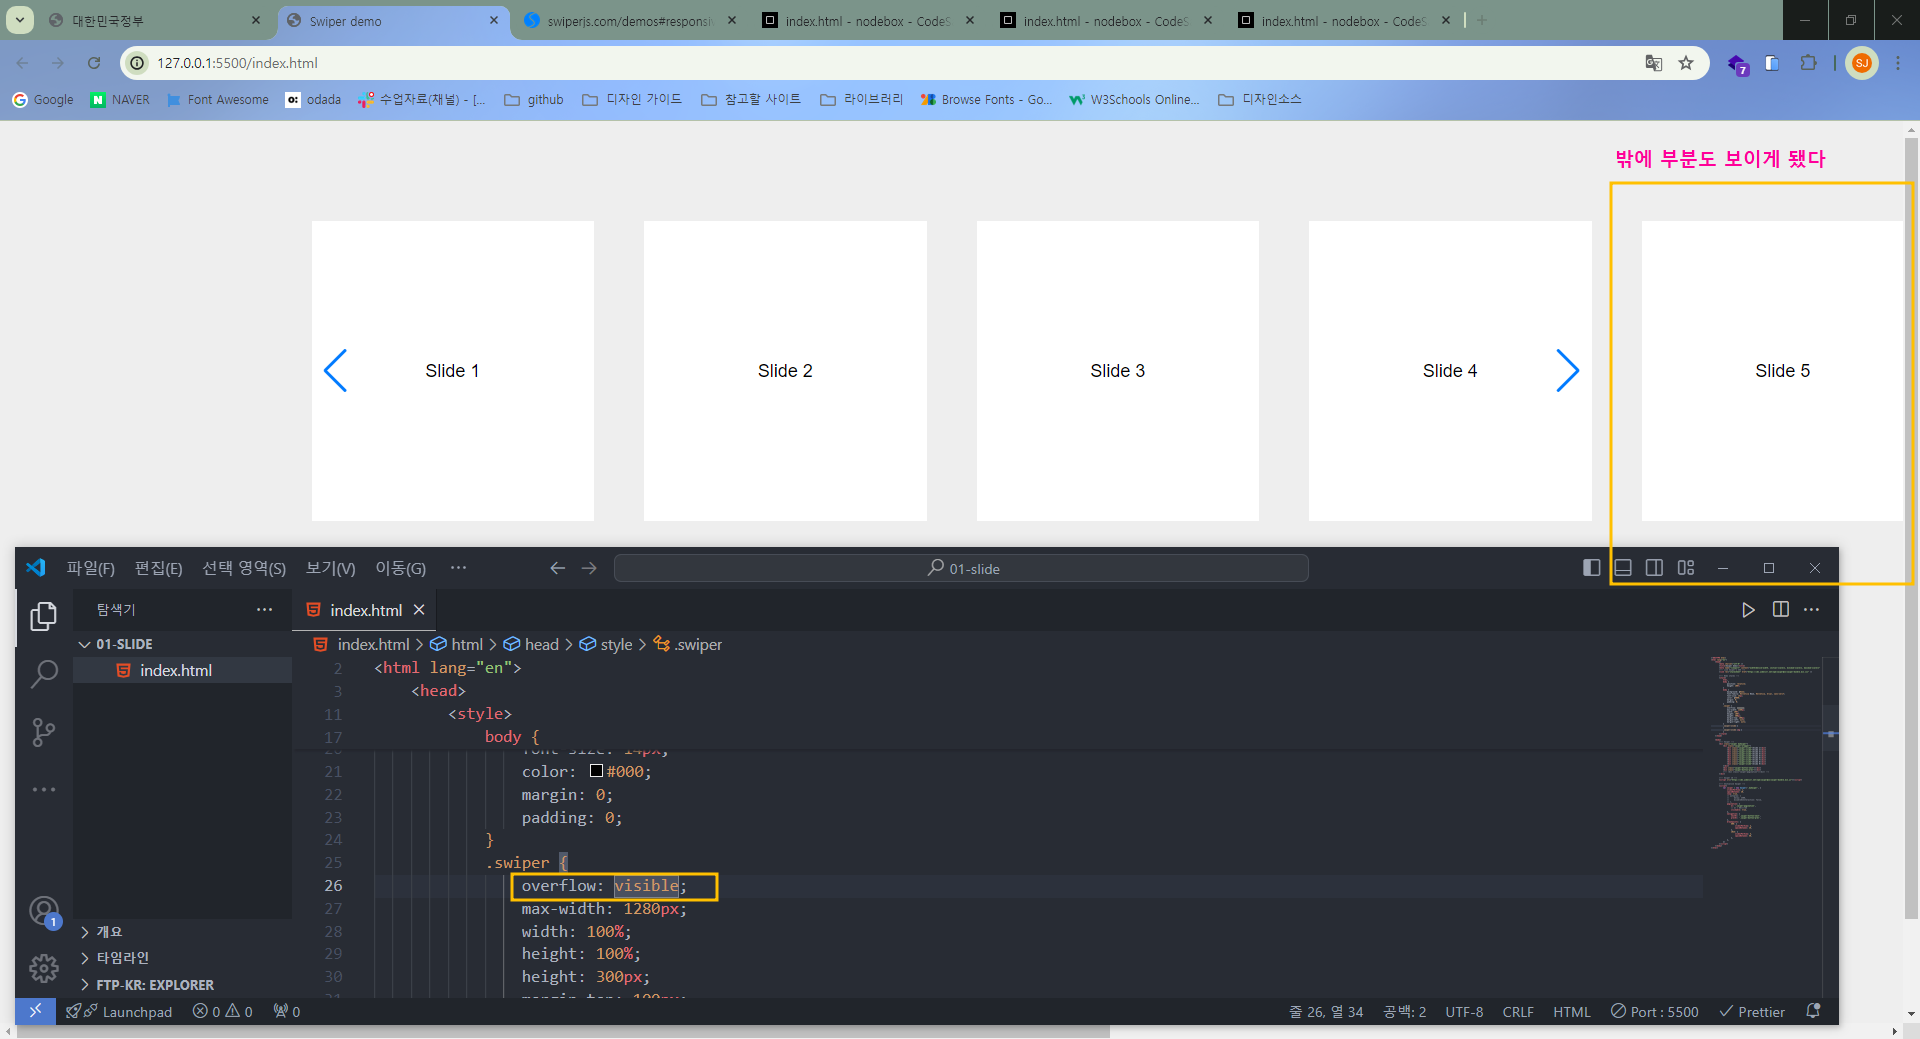 대한민국정부
Swiper demo
swiperjs.com/demos#responsi
index.html - nodebox - CodeS
index.html - nodebox - CodeS
index.html - nodebox - CodeS
127.0.0.1:5500/index.html
7
SJ
Google
NAVER
Font Awesome
odada
수업자료(채널) - [...
github
디자인 가이드
참고할 사이트
라이브러리
Browse Fonts - Go...
W3Schools Online...
디자인소스
밖에 부분도 보이게 됐다
Slide 1
Slide 2
Slide 3
Slide 4
Slide 5
파일(F) 편집(E) 선택 영역(S) 보기(V) 이동(G) ...
01-slide
탐색기
index.html
01-SLIDE
index.html
index.html > html > head > style > .swiper
2 <html lang="en">
3 <head>
11 <style>
17 body {
21 color: #000;
22 margin: 0;
23 padding: 0;
24 }
25 .swiper {
26 overflow: visible;
27 max-width: 1280px;
28 width: 100%;
29 height: 100%;
30 height: 300px;
1
개요
타임라인
FTP-KR: EXPLORER
Launchpad 0 0 0
줄 26, 열 34 공백: 2 UTF-8 CRLF HTML Port : 5500 Prettier